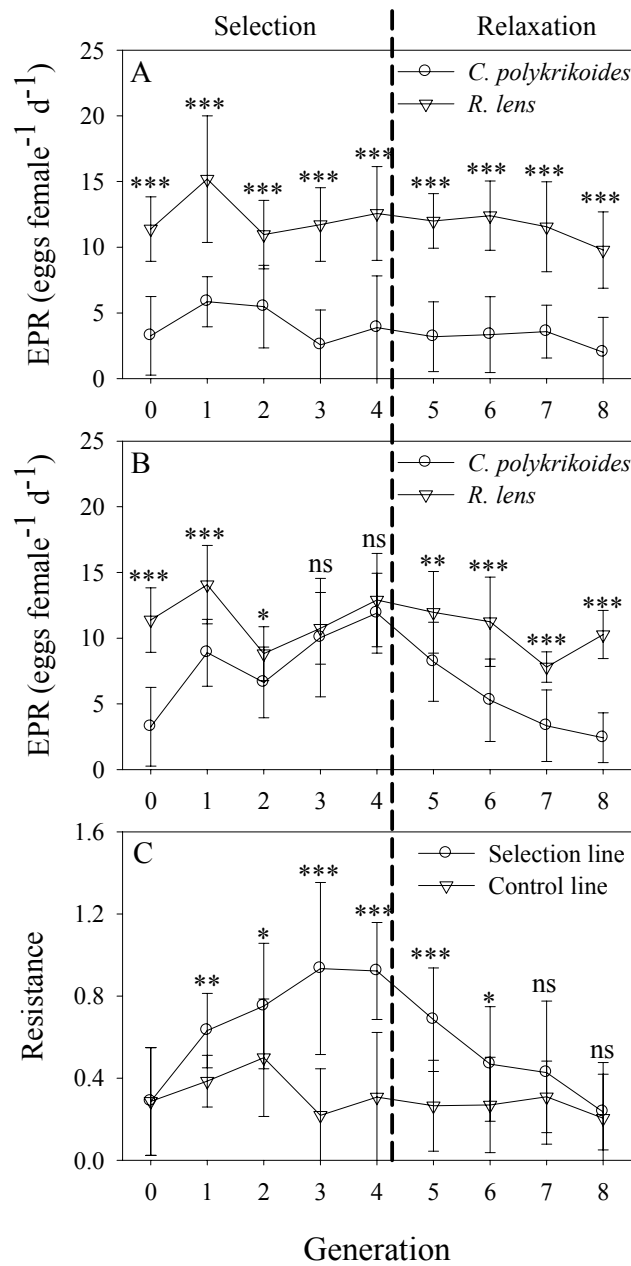 Selection Relaxation
A
C. polykrikoides
R. lens
EPR (eggs female⁻¹ d⁻¹)
25
20
15
10
5
0
*** *** *** *** *** *** *** *** ***
0 1 2 3 4 5 6 7 8
B
C. polykrikoides
R. lens
EPR (eggs female⁻¹ d⁻¹)
25
20
15
10
5
0
*** *** * ns ns ** *** *** ***
0 1 2 3 4 5 6 7 8
C
Selection line
Control line
Resistance
1.6
1.2
0.8
0.4
0.0
** * *** *** *** * ns ns
0 1 2 3 4 5 6 7 8
Generation